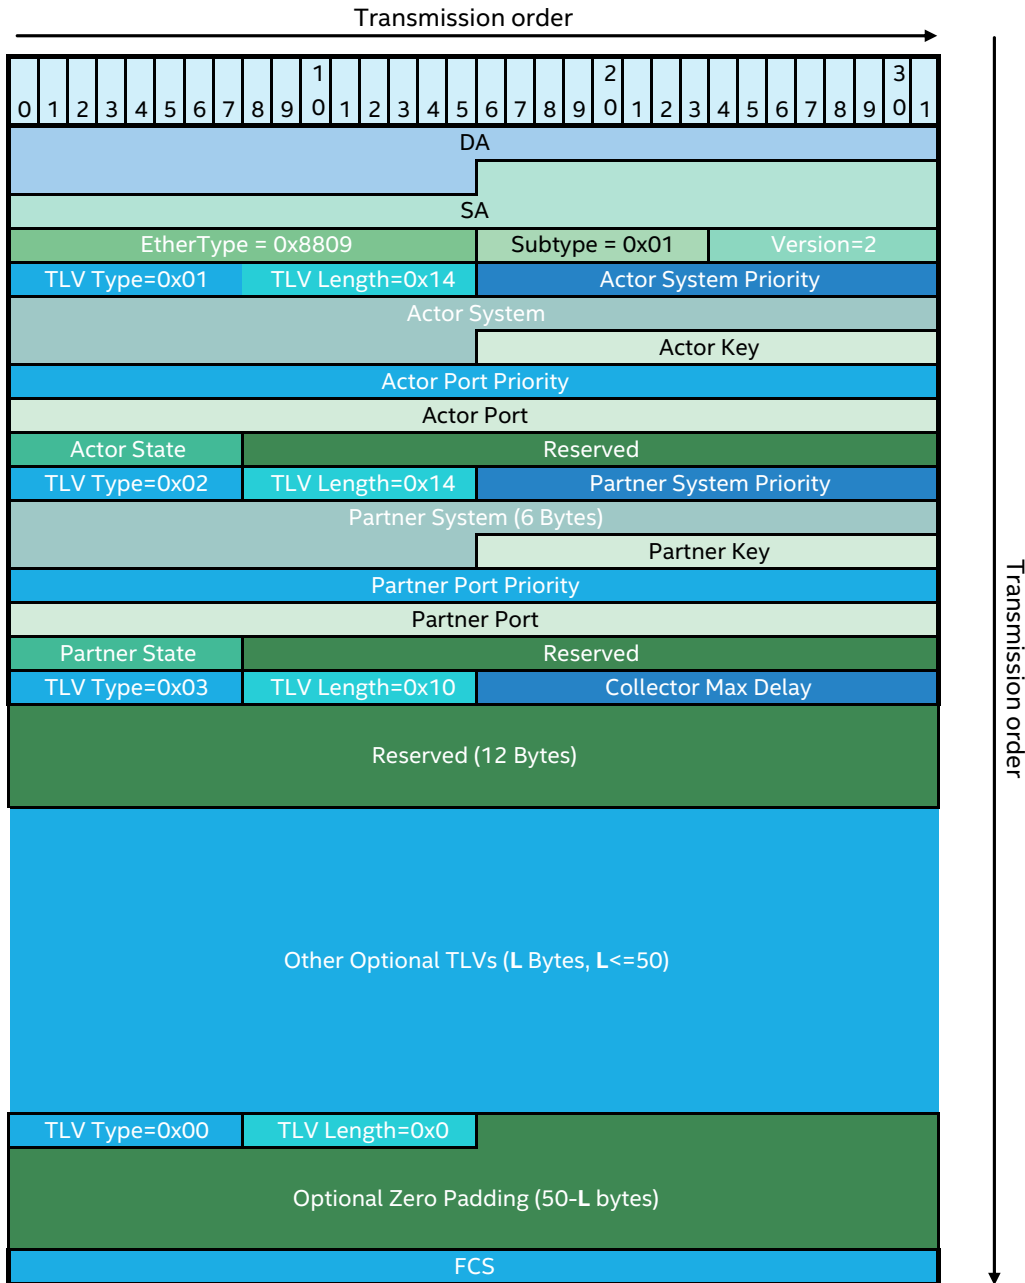 Transmission order
0 1 2 3 4 5 6 7 8 9 10 1 2 3 4 5 6 7 8 9 20 1 2 3 4 5 6 7 8 9 30 1
DA
SA
EtherType = 0x8809 Subtype = 0x01 Version=2
TLV Type=0x01 TLV Length=0x14 Actor System Priority
Actor System
Actor Key
Actor Port Priority
Actor Port
Actor State Reserved
TLV Type=0x02 TLV Length=0x14 Partner System Priority
Partner System (6 Bytes)
Partner Key
Partner Port Priority
Partner Port
Partner State Reserved
TLV Type=0x03 TLV Length=0x10 Collector Max Delay
Reserved (12 Bytes)
Other Optional TLVs (L Bytes, L<=50)
TLV Type=0x00 TLV Length=0x0
Optional Zero Padding (50-L bytes)
FCS
Transmission order